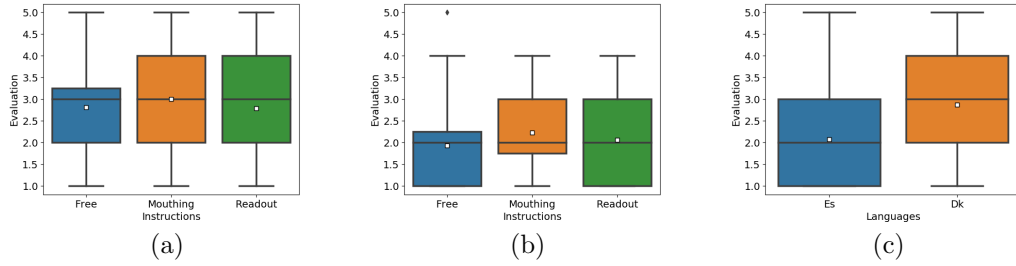 Evaluation
5.0
4.5
4.0
3.5
3.0
2.5
2.0
1.5
1.0
Free Mouthing Readout
Instructions
(a)
Evaluation
5.0
4.5
4.0
3.5
3.0
2.5
2.0
1.5
1.0
Free Mouthing Readout
Instructions
(b)
Evaluation
5.0
4.5
4.0
3.5
3.0
2.5
2.0
1.5
1.0
Es Dk
Languages
(c)